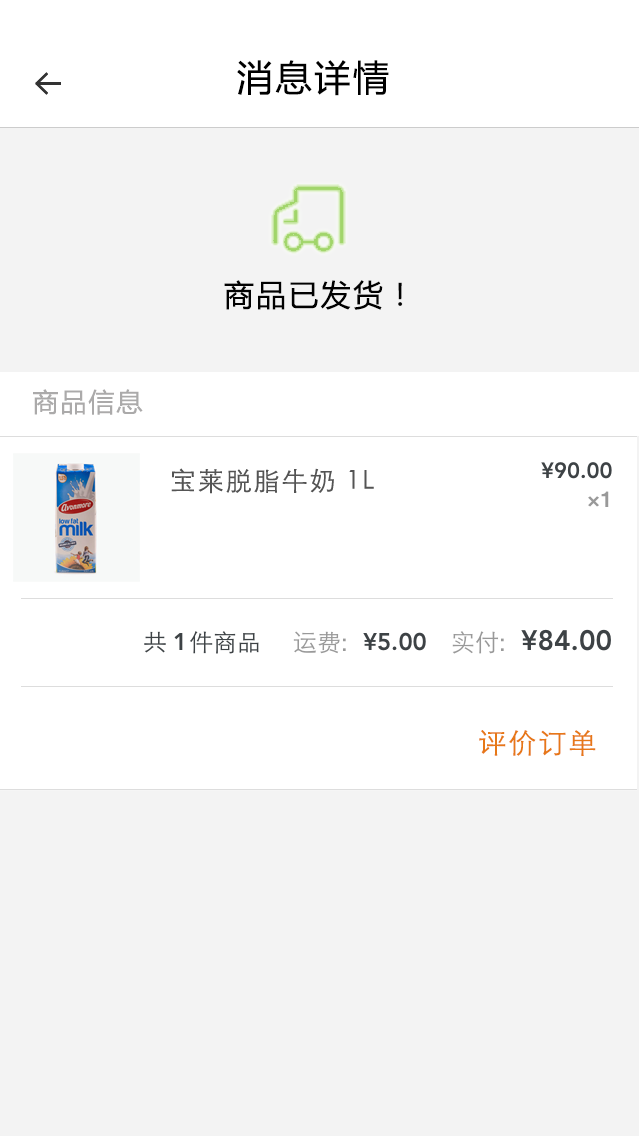 消息详情
商品已发货！
商品信息
宝莱脱脂牛奶 1L
¥90.00
×1
avonmore
low fat
milk
共 1 件商品 运费: ¥5.00 实付: ¥84.00
评价订单